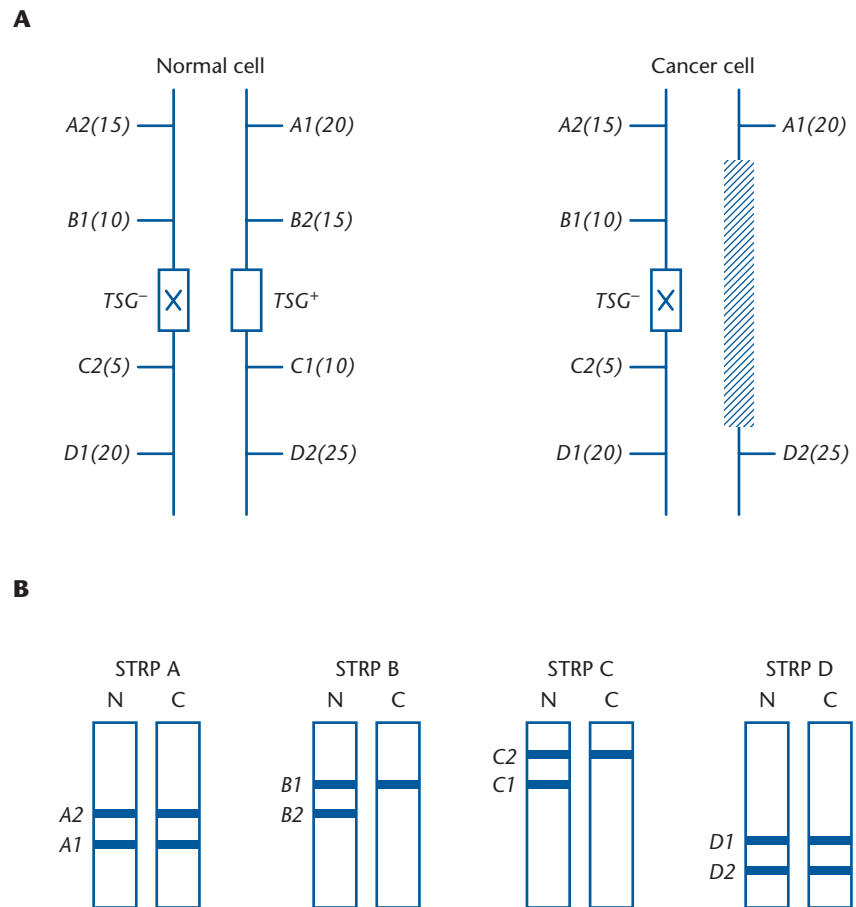 A
Normal cell Cancer cell
A2(15) A1(20) A2(15) A1(20)
B1(10) B2(15) B1(10)
TSG⁻ TSG⁺ TSG⁻
C2(5) C1(10) C2(5)
D1(20) D2(25) D1(20) D2(25)
B
STRP A STRP B STRP C STRP D
N C N C N C N C
C2
B1 C1
A2 B2
A1 D1
D2